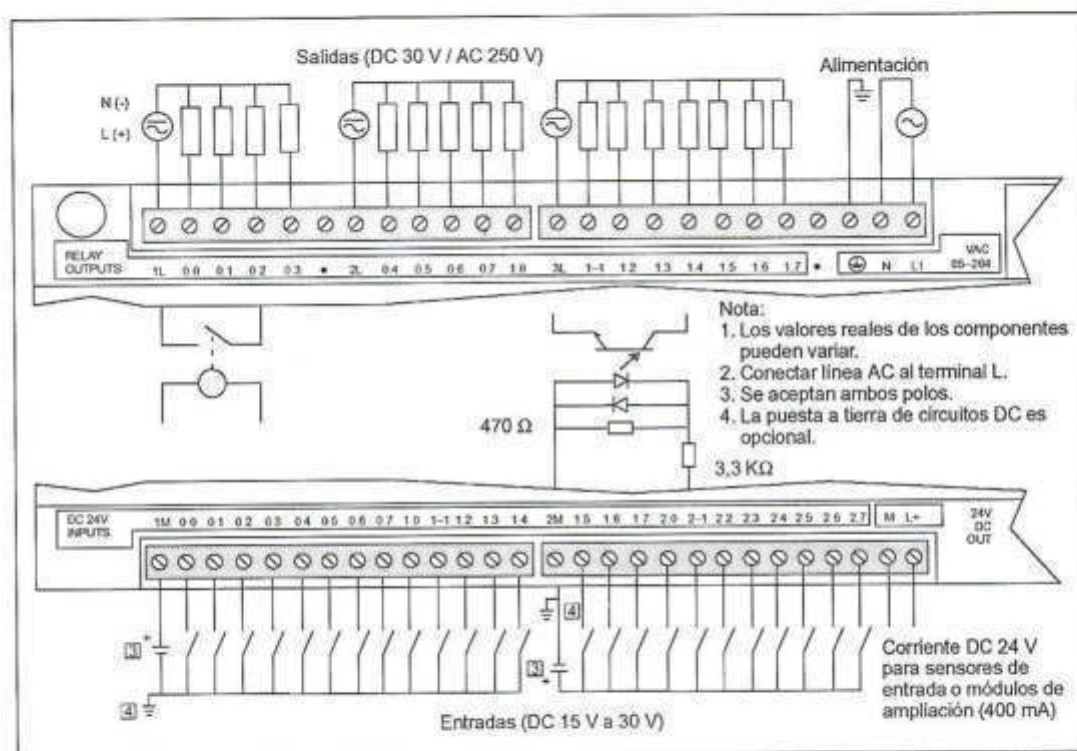 Salidas (DC 30 V / AC 250 V)
Alimentación
N (-)
L (+)
RELAY
OUTPUTS
1L 0.0 0.1 0.2 0.3 • 2L 0.4 0.5 0.6 0.7 1.0 3L 1-1 1.2 1.3 1.4 1.5 1.6 1.7 • N L1
VAC
85-264
Nota:
1. Los valores reales de los componentes
pueden variar.
2. Conectar línea AC al terminal L.
3. Se aceptan ambos polos.
4. La puesta a tierra de circuitos DC es
opcional.
470 Ω
3,3 KΩ
DC 24V
INPUTS
1M 0.0 0.1 0.2 0.3 0.4 0.5 0.6 0.7 1.0 1-1 1.2 1.3 1.4 2M 1.5 1.6 1.7 2.0 2-1 2.2 2.3 2.4 2.5 2.6 2.7 M L+
24V
DC
OUT
4
3
3
4
Corriente DC 24 V
para sensores de
entrada o módulos de
ampliación (400 mA)
Entradas (DC 15 V a 30 V)